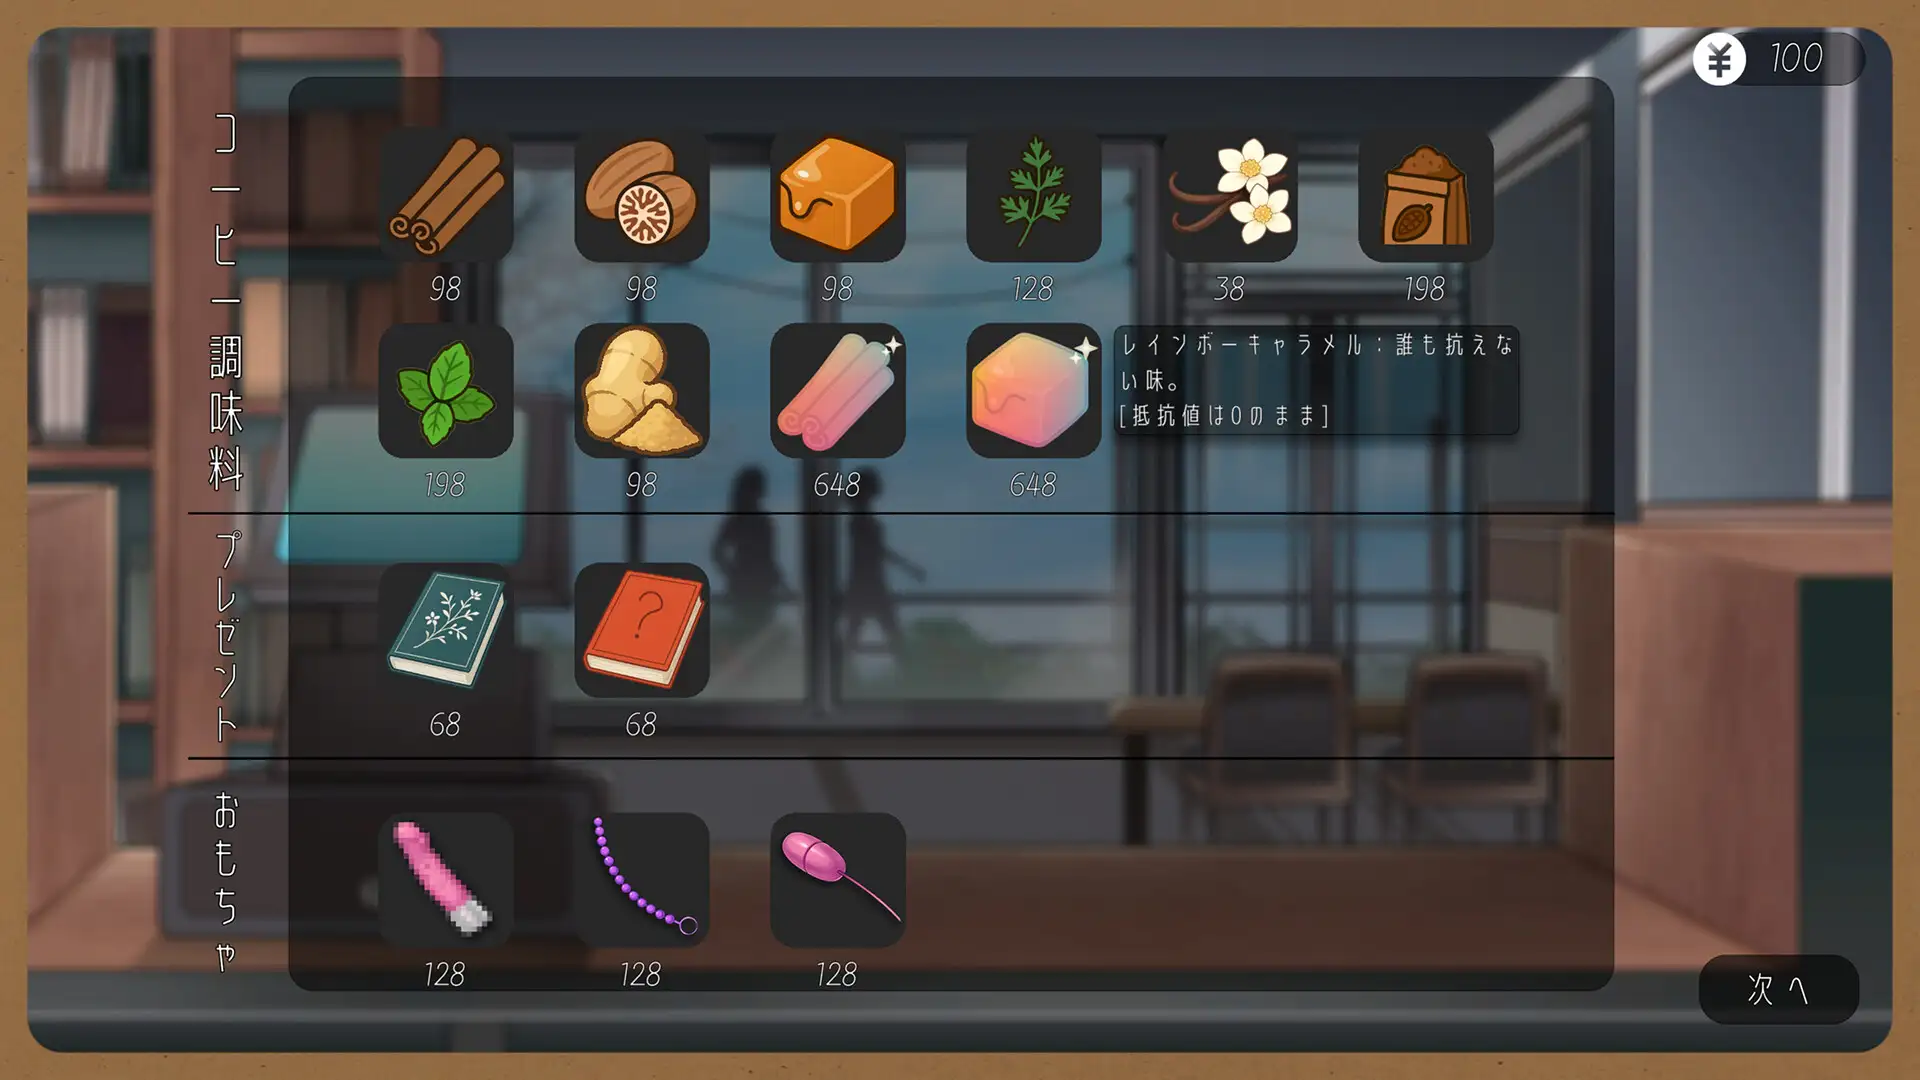 ¥ 100
コーヒー調味料
98 98 98 128 38 198
レインボーキャラメル:誰も抗えな
い味。
[抵抗値は0のまま]
198 98 648 648
プレゼント
68 68
おもちゃ
128 128 128
次へ